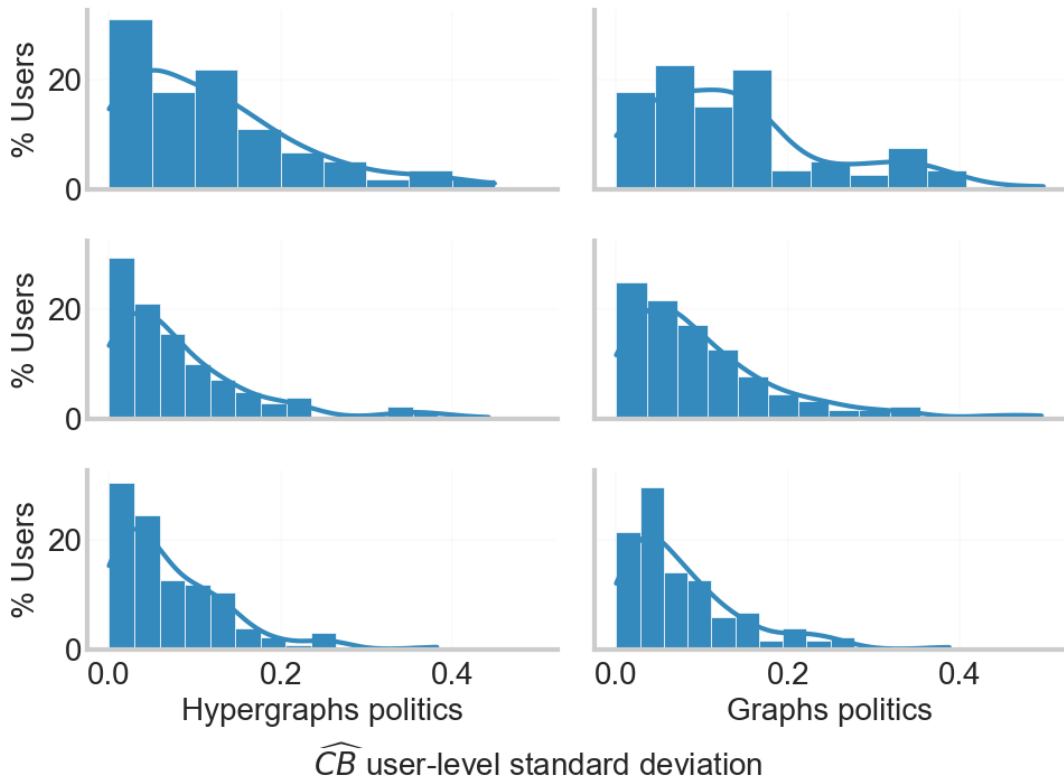 % Users
20
0
% Users
20
0
% Users
20
0
0.0 0.2 0.4
0.0 0.2 0.4
Hypergraphs politics
Graphs politics
$\widehat{CB}$ user-level standard deviation